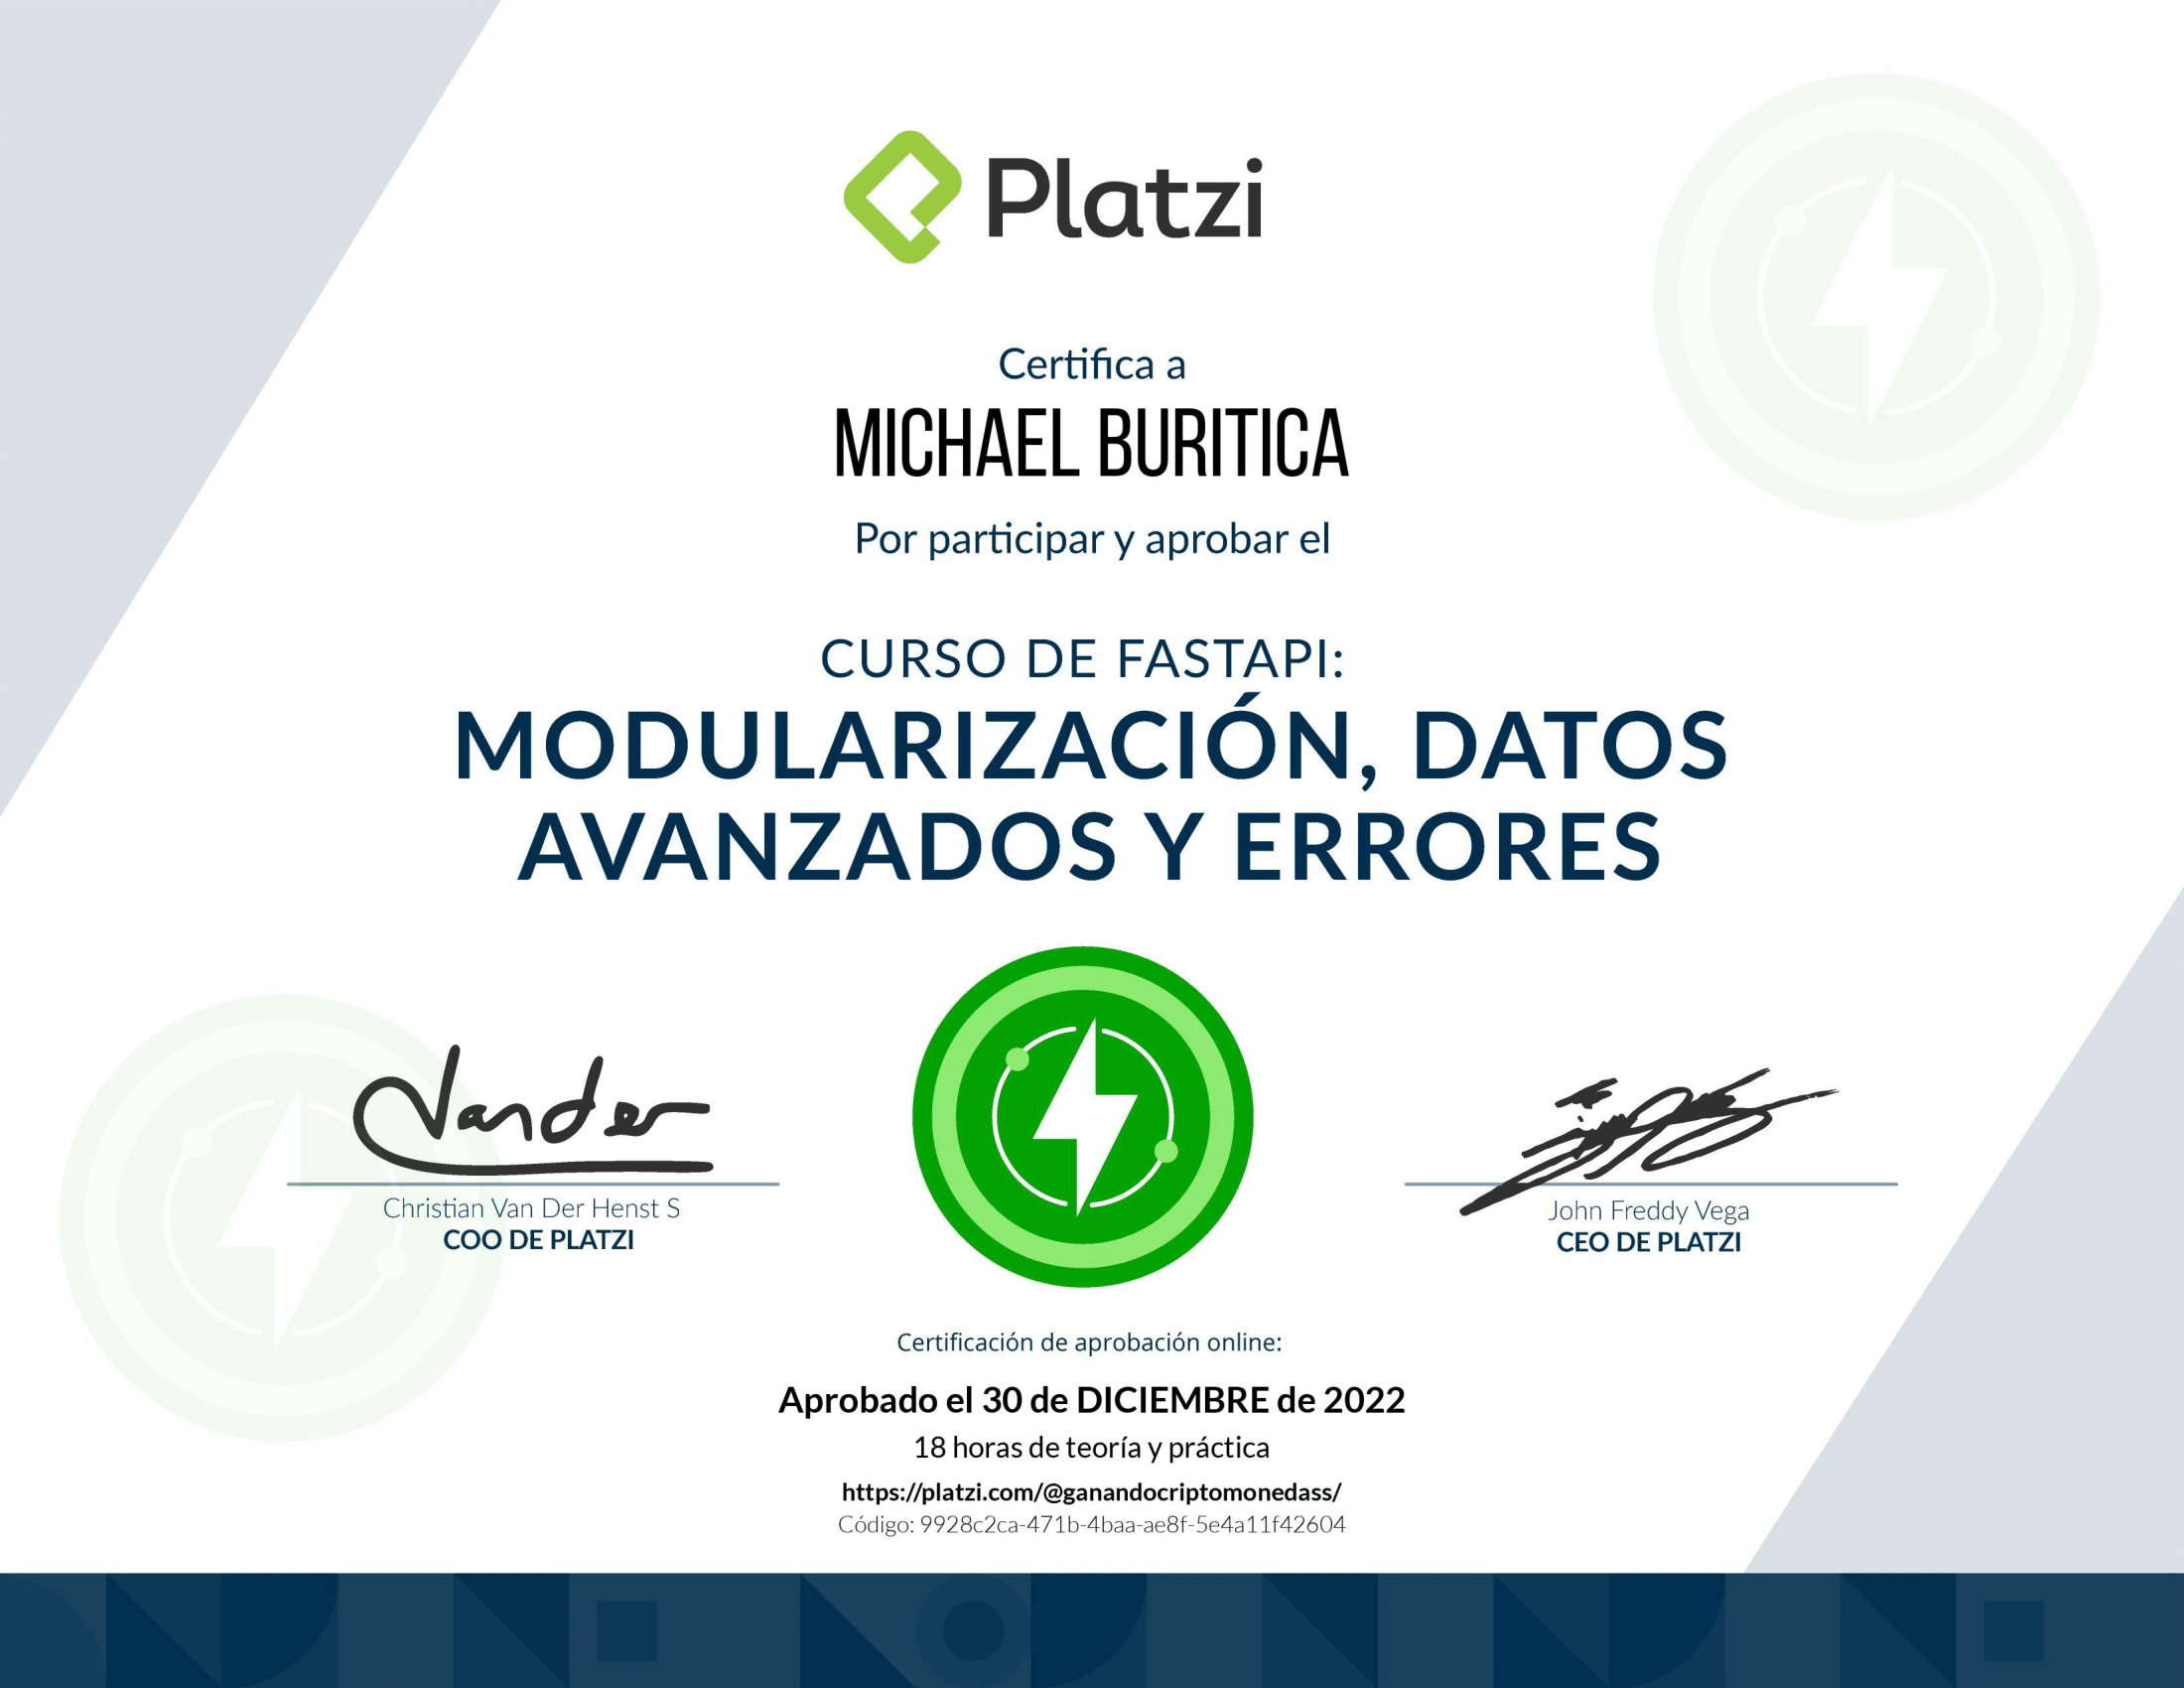 Platzi
Certifica a
MICHAEL BURITICA
Por participar y aprobar el
CURSO DE FASTAPI:
MODULARIZACIÓN, DATOS
AVANZADOS Y ERRORES
Vander
Christian Van Der Henst S
COO DE PLATZI
John Freddy Vega
CEO DE PLATZI
Certificación de aprobación online:
Aprobado el 30 de DICIEMBRE de 2022
18 horas de teoría y práctica
https://platzi.com/@ganandocriptomonedass/
Código: 9928c2ca-471b-4baa-ae8f-5e4a11f42604